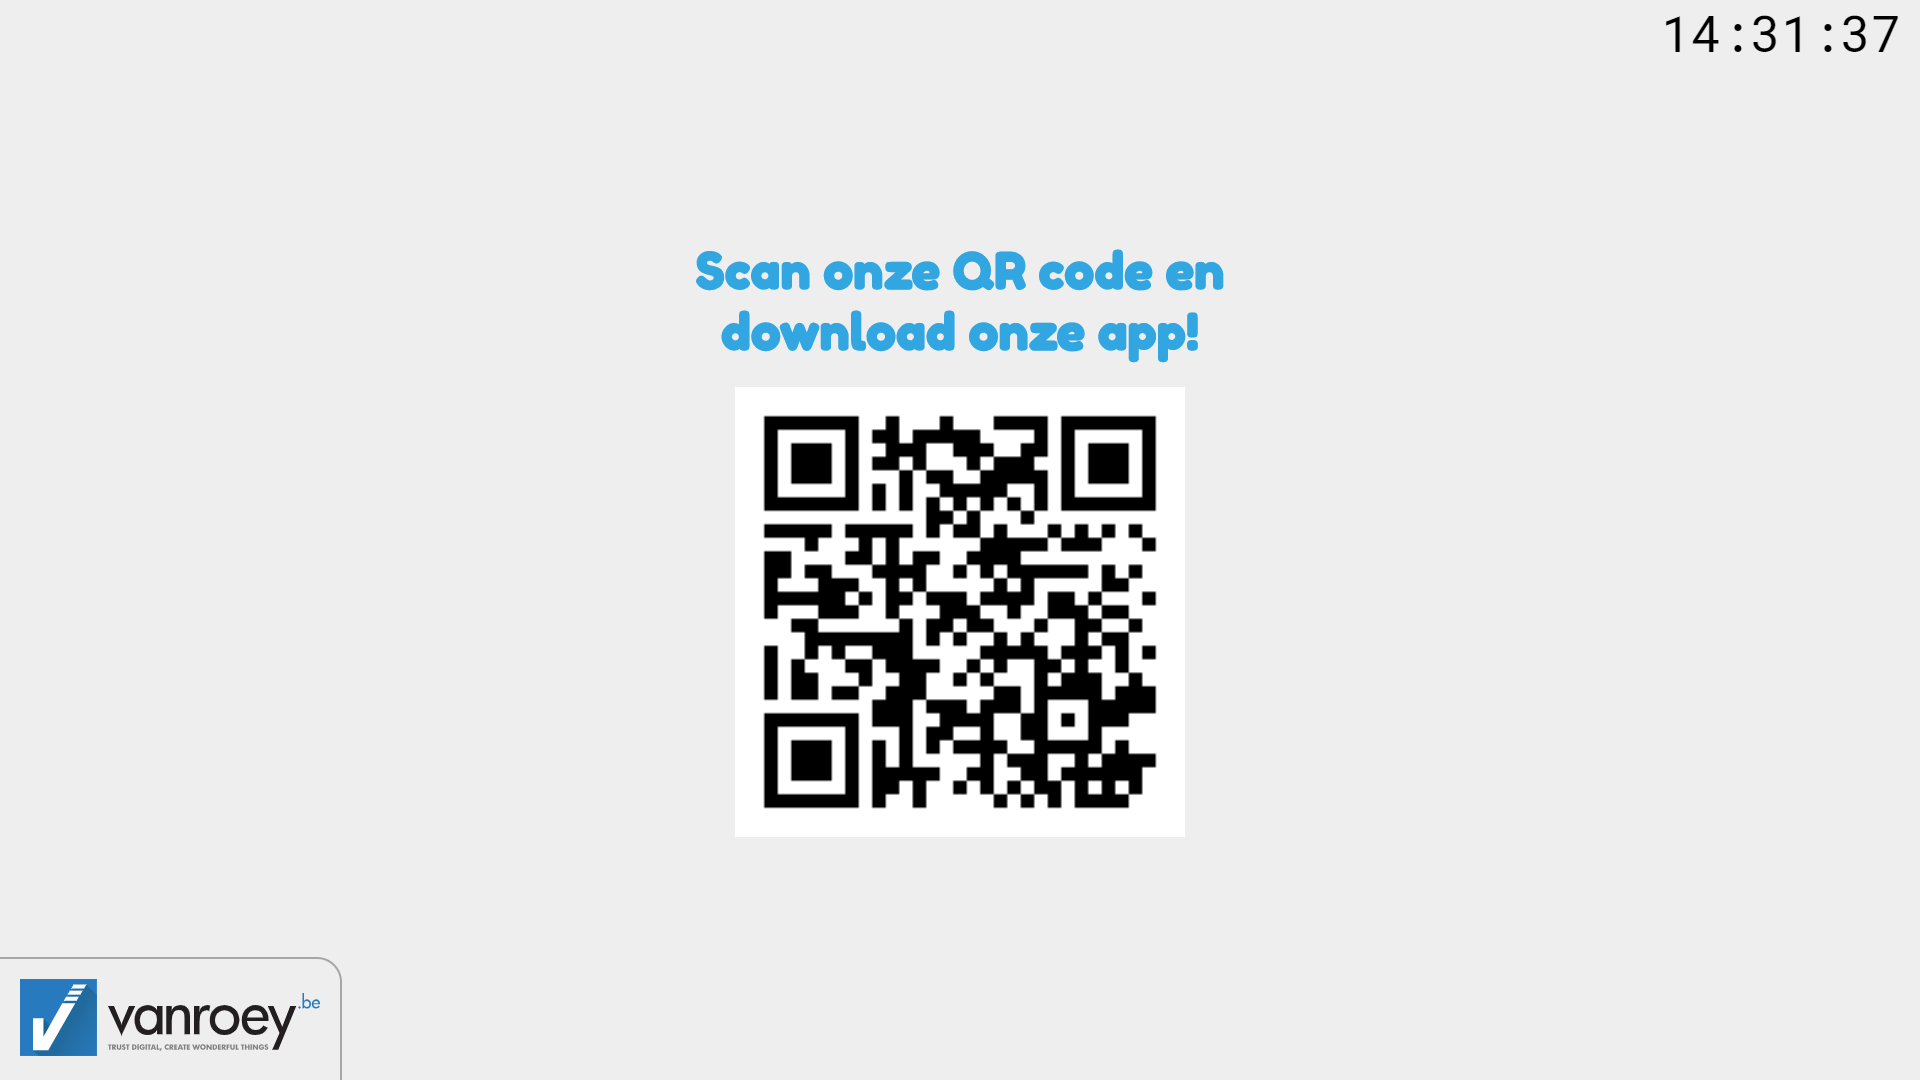 14:31:37
Scan onze QR code en
download onze app!
vanroey.be
TRUST DIGITAL, CREATE WONDERFUL THINGS